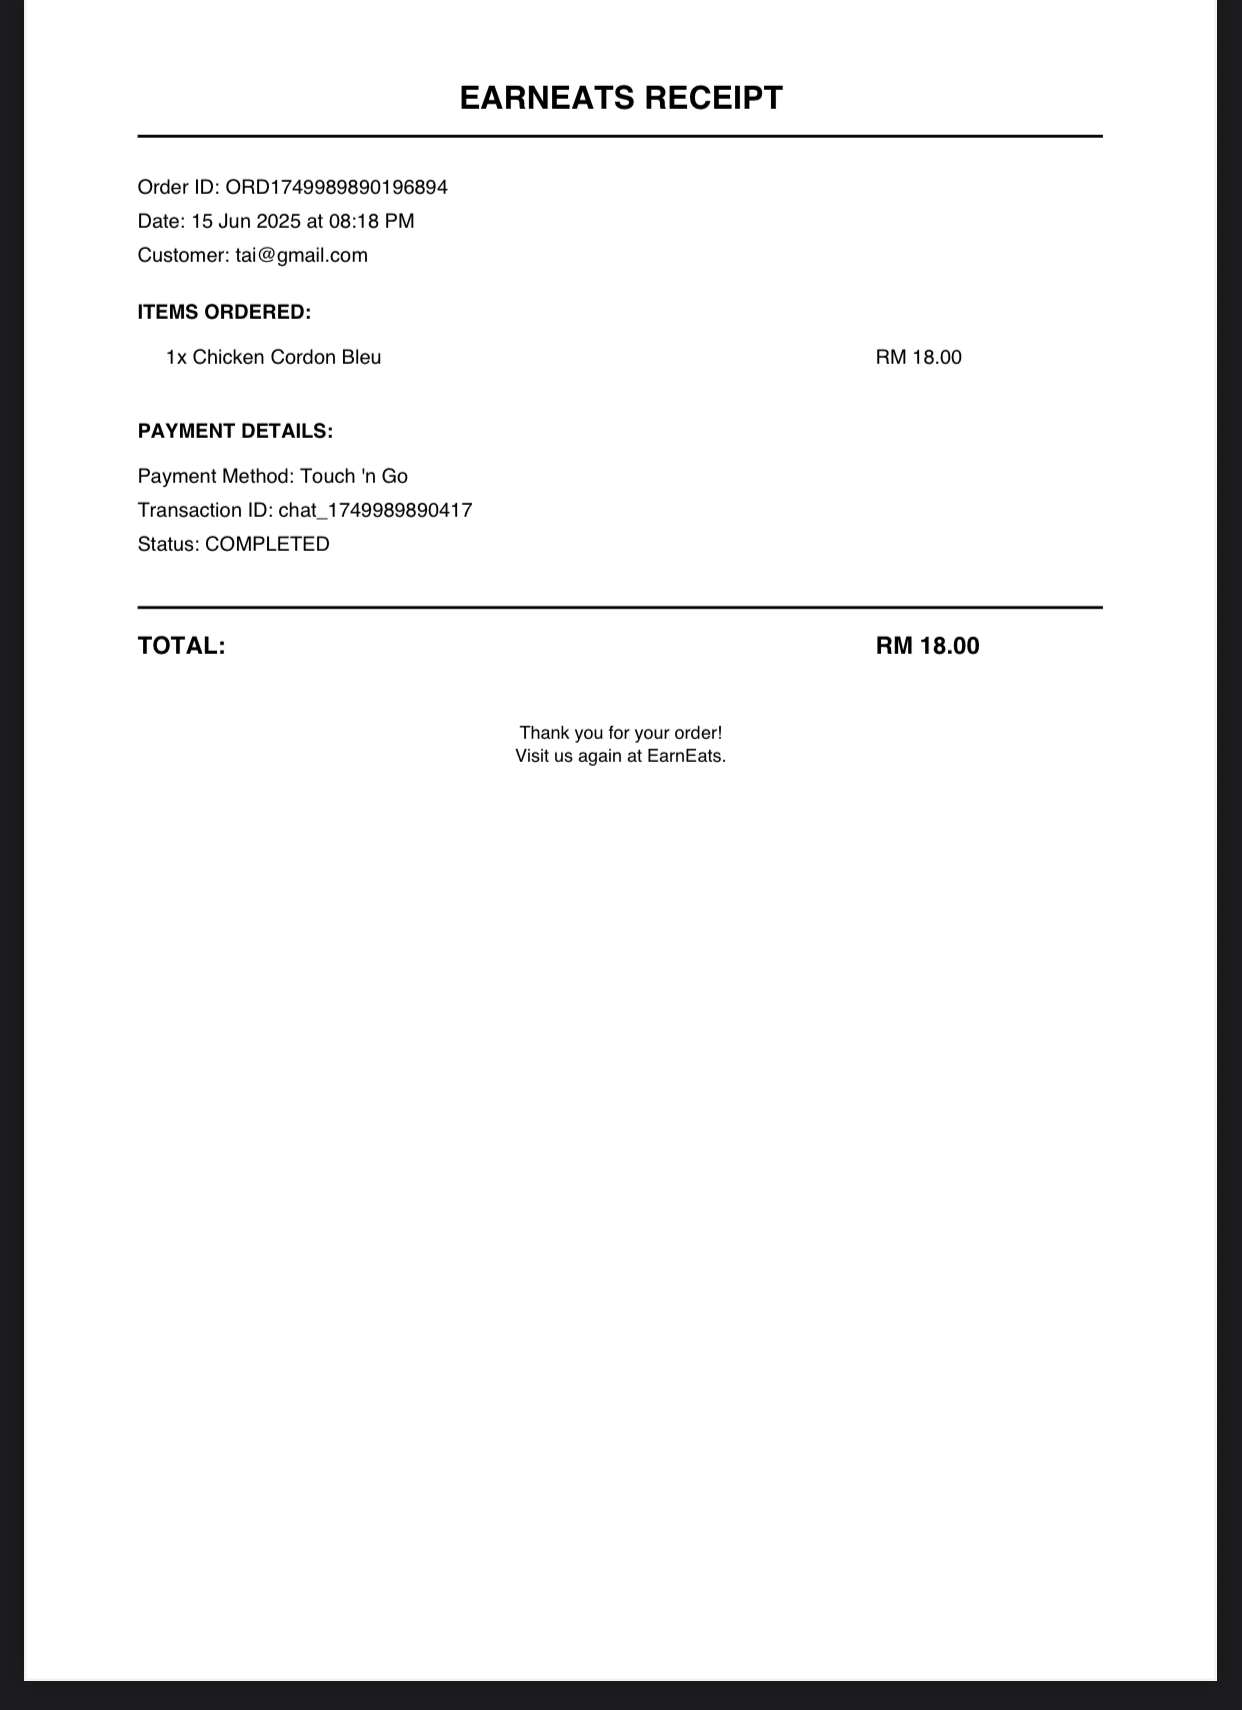 EARNEATS RECEIPT
Order ID: ORD1749989890196894
Date: 15 Jun 2025 at 08:18 PM
Customer: tai@gmail.com
ITEMS ORDERED:
1x Chicken Cordon Bleu RM 18.00
PAYMENT DETAILS:
Payment Method: Touch 'n Go
Transaction ID: chat_1749989890417
Status: COMPLETED
TOTAL: RM 18.00
Thank you for your order!
Visit us again at EarnEats.